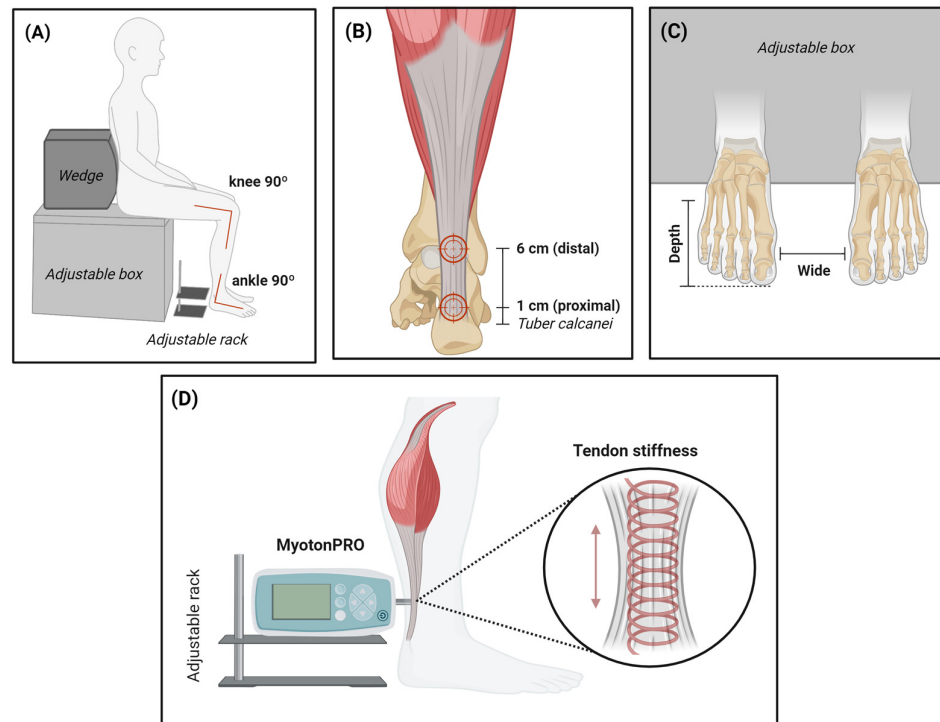 (A)
Wedge
knee 90º
Adjustable box
ankle 90º
Adjustable rack
(B)
6 cm (distal)
1 cm (proximal)
Tuber calcanei
(C)
Adjustable box
Depth
Wide
(D)
Tendon stiffness
MyotonPRO
Adjustable rack